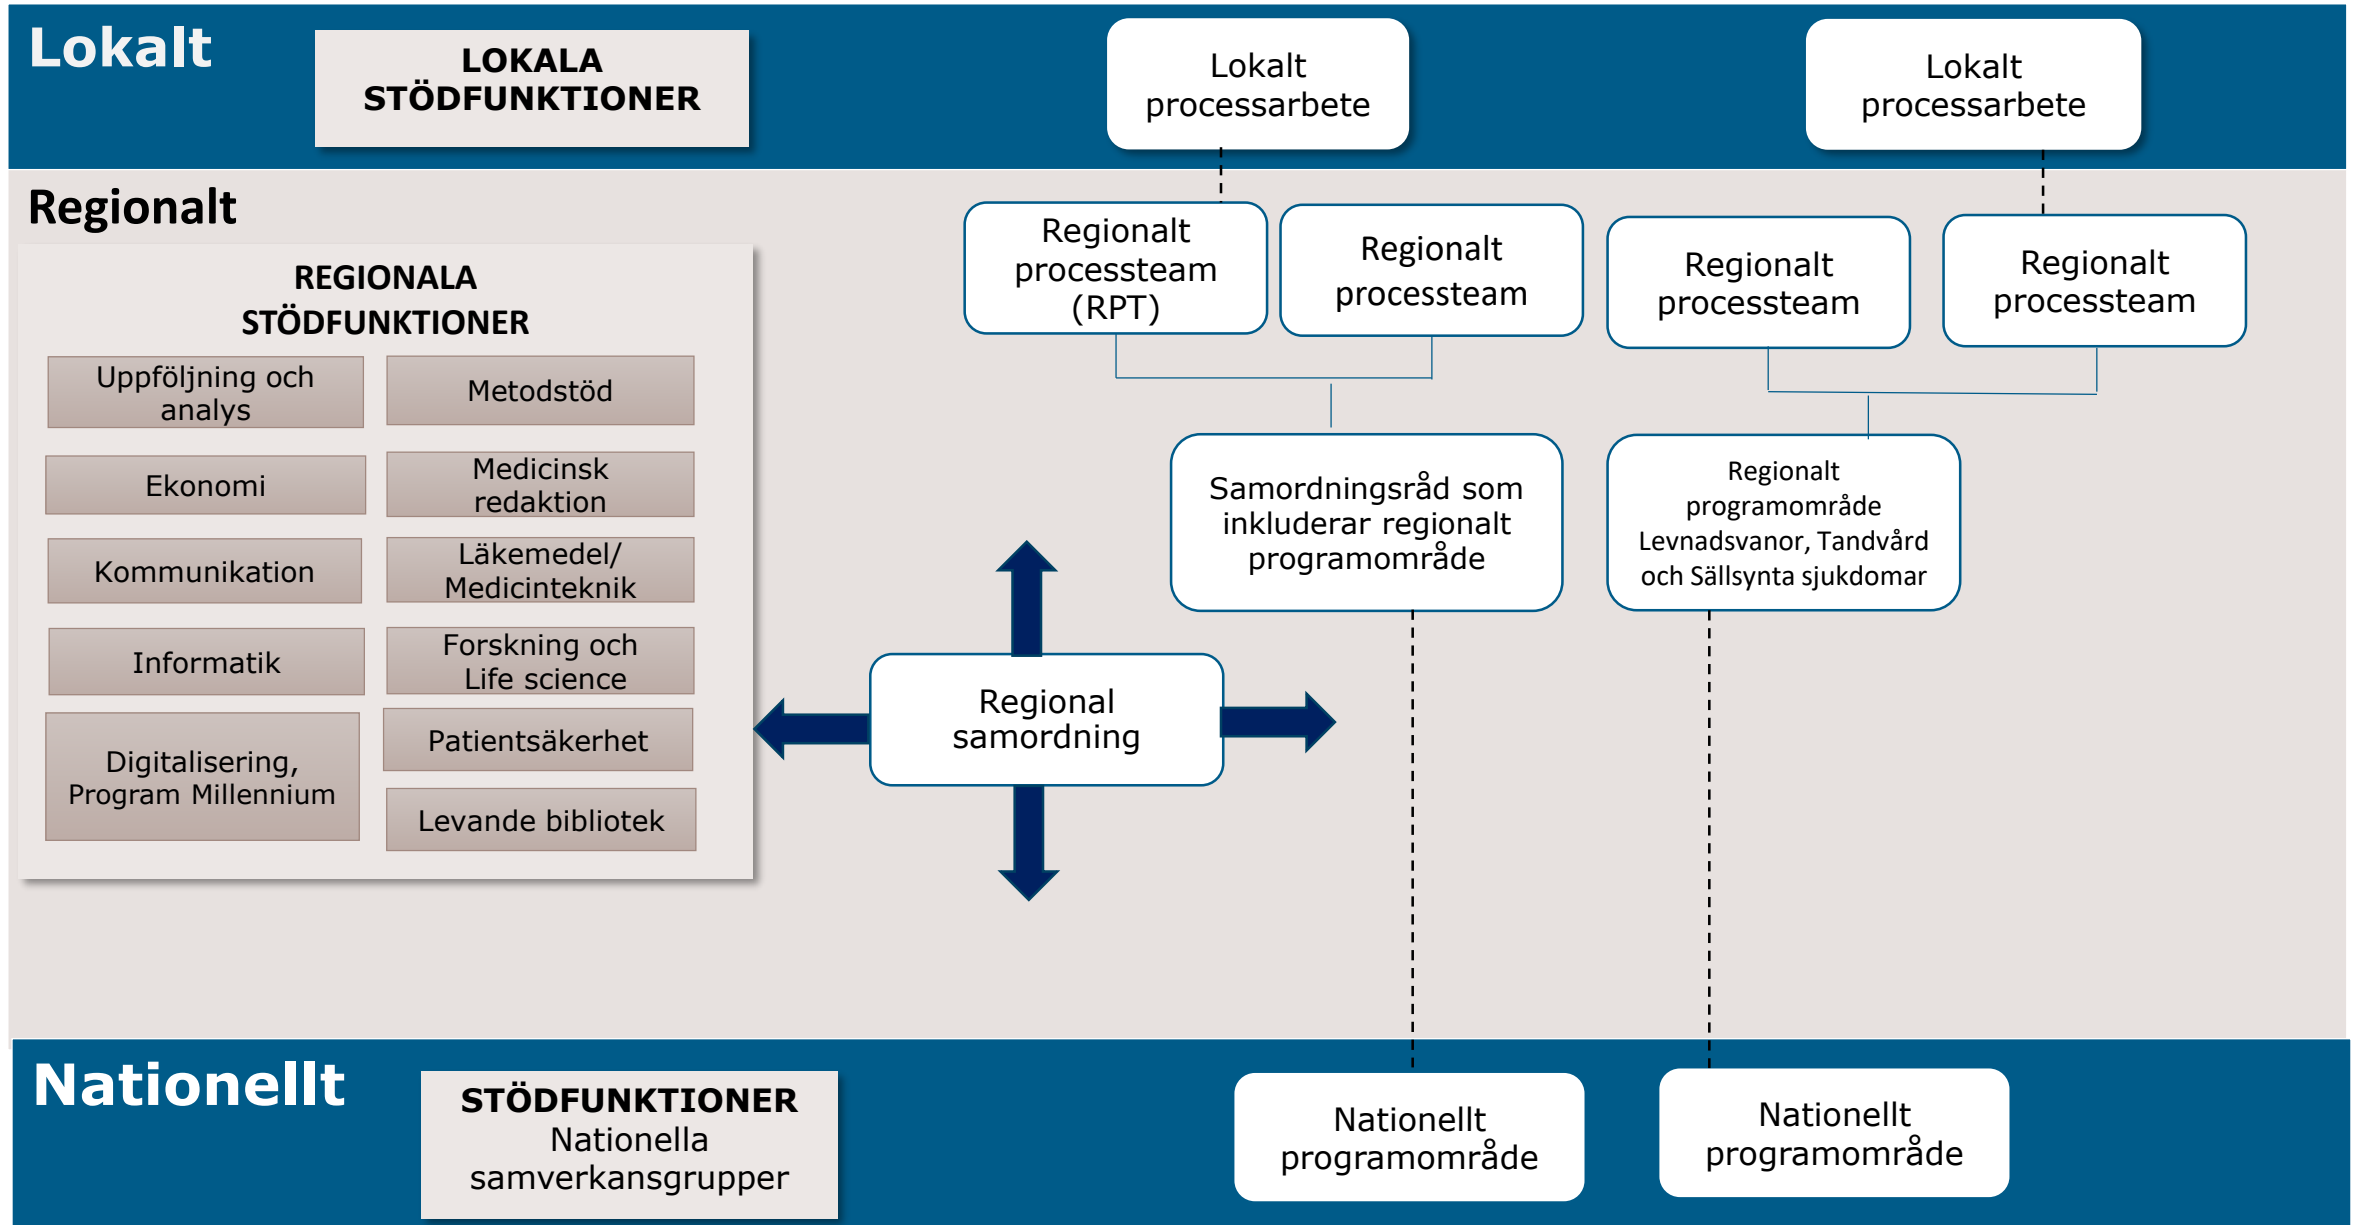 Lokalt
LOKALA
STÖDFUNKTIONER
Lokalt
processarbete
Lokalt
processarbete
Regionalt
REGIONALA
STÖDFUNKTIONER
Uppföljning och
analys
Metodstöd
Ekonomi
Medicinsk
redaktion
Kommunikation
Läkemedel/
Medicinteknik
Informatik
Forskning och
Life science
Digitalisering,
Program Millennium
Patientsäkerhet
Levande bibliotek
Regionalt
processteam
(RPT)
Regionalt
processteam
Regionalt
processteam
Regionalt
processteam
Samordningsråd som
inkluderar regionalt
programområde
Regionalt
programområde
Levnadsvanor, Tandvård
och Sällsynta sjukdomar
Regional
samordning
Nationellt
STÖDFUNKTIONER
Nationella
samverkansgrupper
Nationellt
programområde
Nationellt
programområde